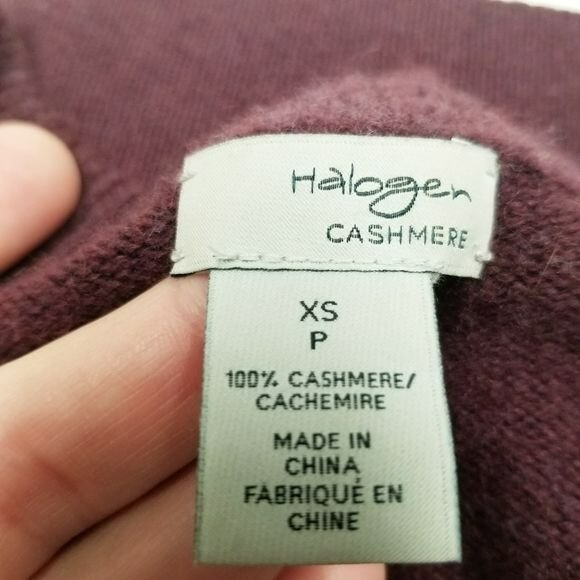 Halogen
CASHMERE
XS
P
100% CASHMERE/
CACHEMIRE
MADE IN
CHINA
FABRIQUÉ EN
CHINE